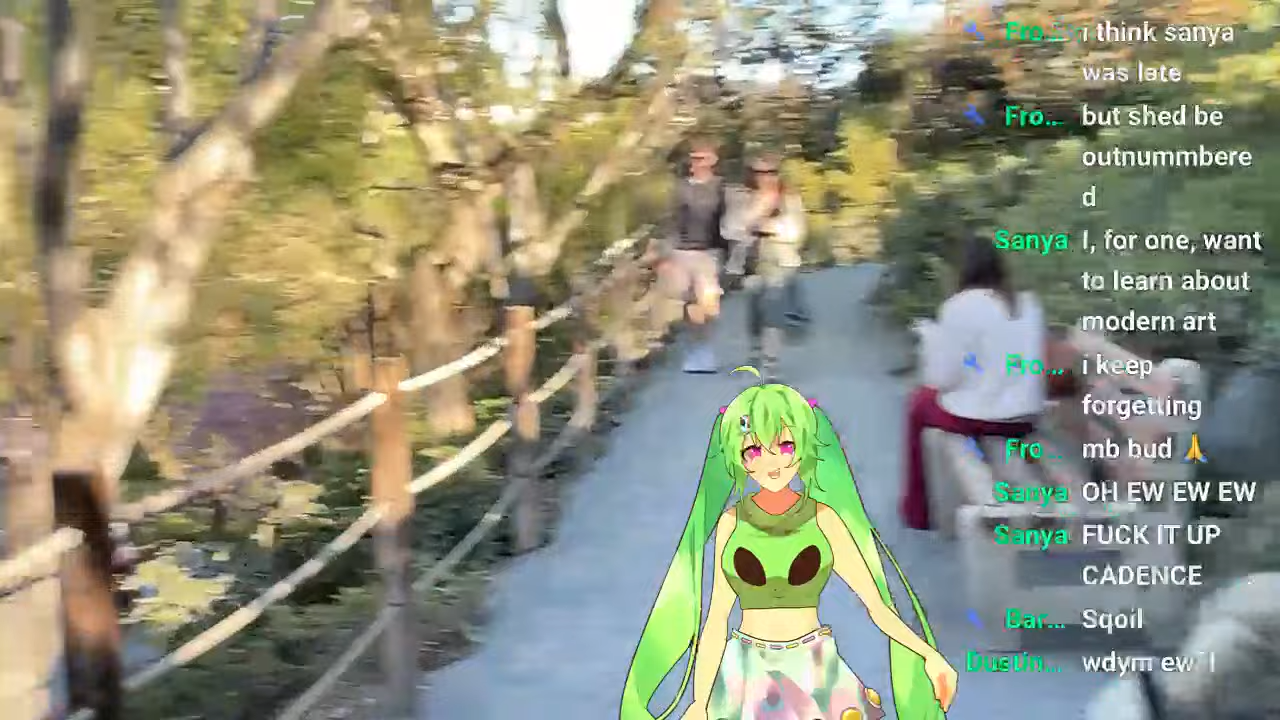 Fro... i think sanya
was late
Fro... but shed be
outnummbere
d
Sanya I, for one, want
to learn about
modern art
Fro... i keep
forgetting
Fro... mb bud 🙏
Sanya OH EW EW EW
Sanya FUCK IT UP
CADENCE
Bar... Sqoil
Dustin... wdym ew